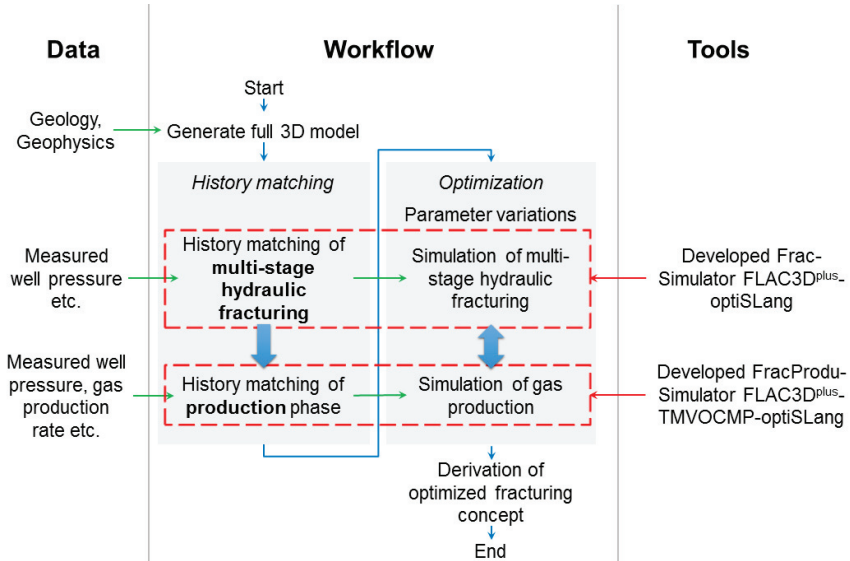 Data
Workflow
Tools
Start
Geology,
Geophysics
Generate full 3D model
History matching
Optimization
Parameter variations
Measured
well pressure
etc.
History matching of
multi-stage
hydraulic
fracturing
Simulation of multi-
stage hydraulic
fracturing
Developed Frac-
Simulator FLAC3Dplus-
optiSLang
Measured well
pressure, gas
production
rate etc.
History matching of
production phase
Simulation of gas
production
Developed FracProdu-
Simulator FLAC3Dplus-
TMVOCMP-optiSLang
Derivation of
optimized fracturing
concept
End